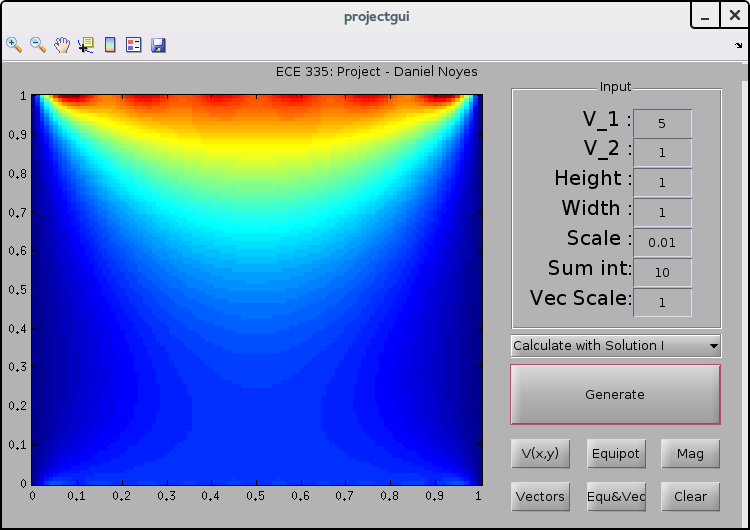 projectgui
ECE 335: Project - Daniel Noyes
1
0.9
0.8
0.7
0.6
0.5
0.4
0.3
0.2
0.1
0
0 0.1 0.2 0.3 0.4 0.5 0.6 0.7 0.8 0.9 1
Input
V_1 : 5
V_2 : 1
Height : 1
Width : 1
Scale : 0.01
Sum int: 10
Vec Scale: 1
Calculate with Solution I
Generate
V(x,y) Equipot Mag
Vectors Equ&Vec Clear